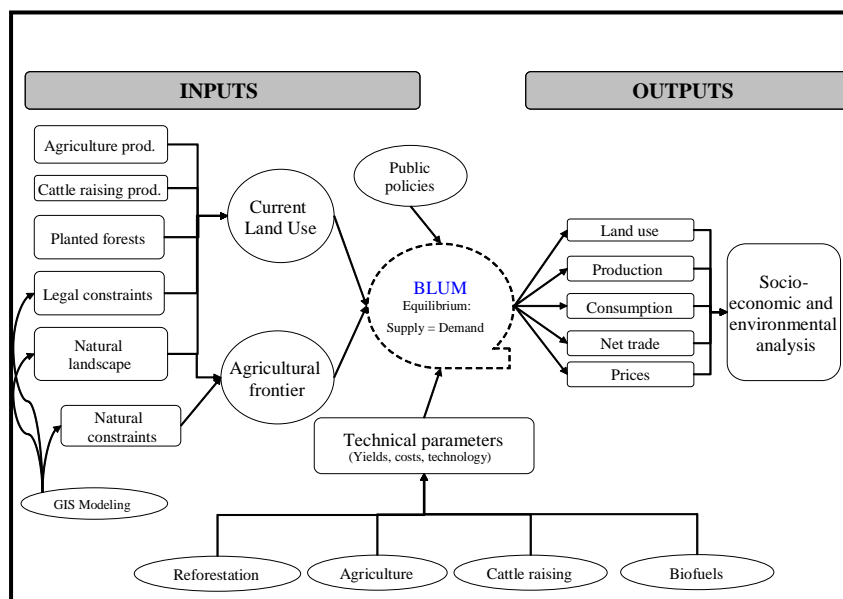 INPUTS
OUTPUTS
Agriculture prod.
Cattle raising prod.
Planted forests
Legal constraints
Natural
landscape
Natural
constraints
GIS Modeling
Current
Land Use
Agricultural
frontier
Public
policies
BLUM
Equilibrium:
Supply = Demand
Technical parameters
(Yields, costs, technology)
Reforestation
Agriculture
Cattle raising
Biofuels
Land use
Production
Consumption
Net trade
Prices
Socio-
economic and
environmental
analysis